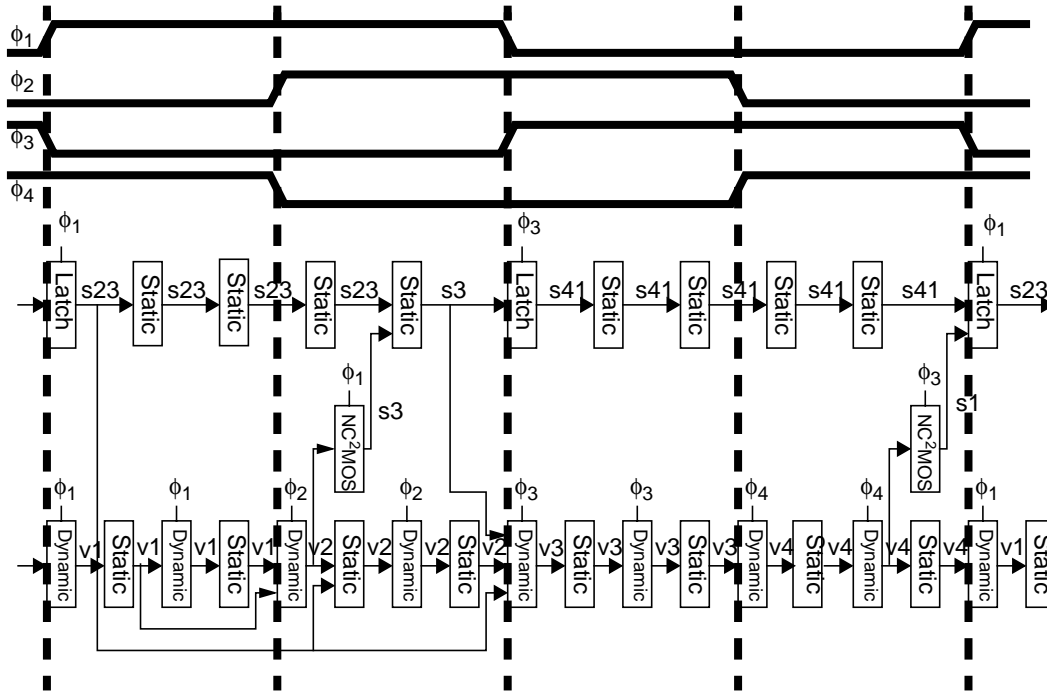 ϕ1
ϕ2
ϕ3
ϕ4
ϕ1 ϕ3 ϕ1
Latch s23 Static s23 Static s23 Static s23 Static s3 Latch s41 Static s41 Static s41 Static s41 Static s41 Latch s23
ϕ1 ϕ3
NC²MOS s3 NC²MOS s1
ϕ1 ϕ1 ϕ2 ϕ2 ϕ3 ϕ3 ϕ4 ϕ4 ϕ1
Dynamic v1 Static v1 Dynamic v1 Static v1 Dynamic v2 Static v2 Dynamic v2 Static v2 Dynamic v3 Static v3 Dynamic v3 Static v3 Dynamic v4 Static v4 Dynamic v4 Static v4 Dynamic v1 Static